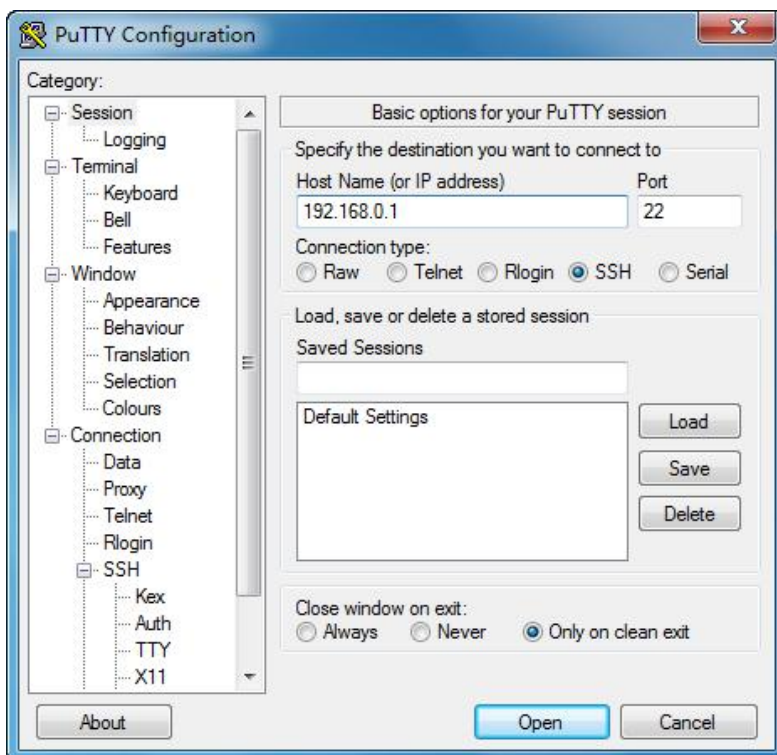 PuTTY Configuration
Category:
Session
Logging
Terminal
Keyboard
Bell
Features
Window
Appearance
Behaviour
Translation
Selection
Colours
Connection
Data
Proxy
Telnet
Rlogin
SSH
Kex
Auth
TTY
X11
Basic options for your PuTTY session
Specify the destination you want to connect to
Host Name (or IP address) Port
192.168.0.1 22
Connection type:
Raw Telnet Rlogin SSH Serial
Load, save or delete a stored session
Saved Sessions
Default Settings
Load
Save
Delete
Close window on exit:
Always Never Only on clean exit
About Open Cancel